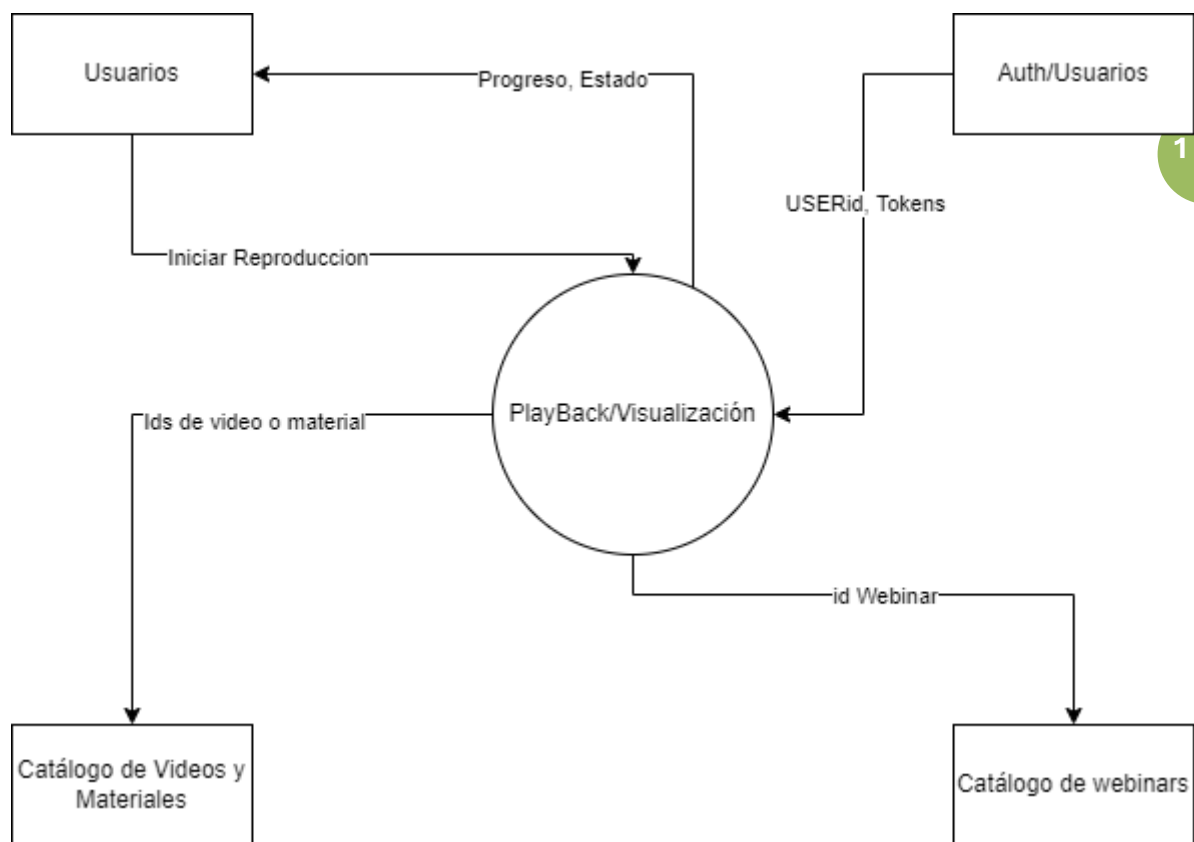 Usuarios
Progreso, Estado
Auth/Usuarios
1
USERid, Tokens
Iniciar Reproduccion
PlayBack/Visualización
Ids de video o material
id Webinar
Catálogo de Videos y
Materiales
Catálogo de webinars